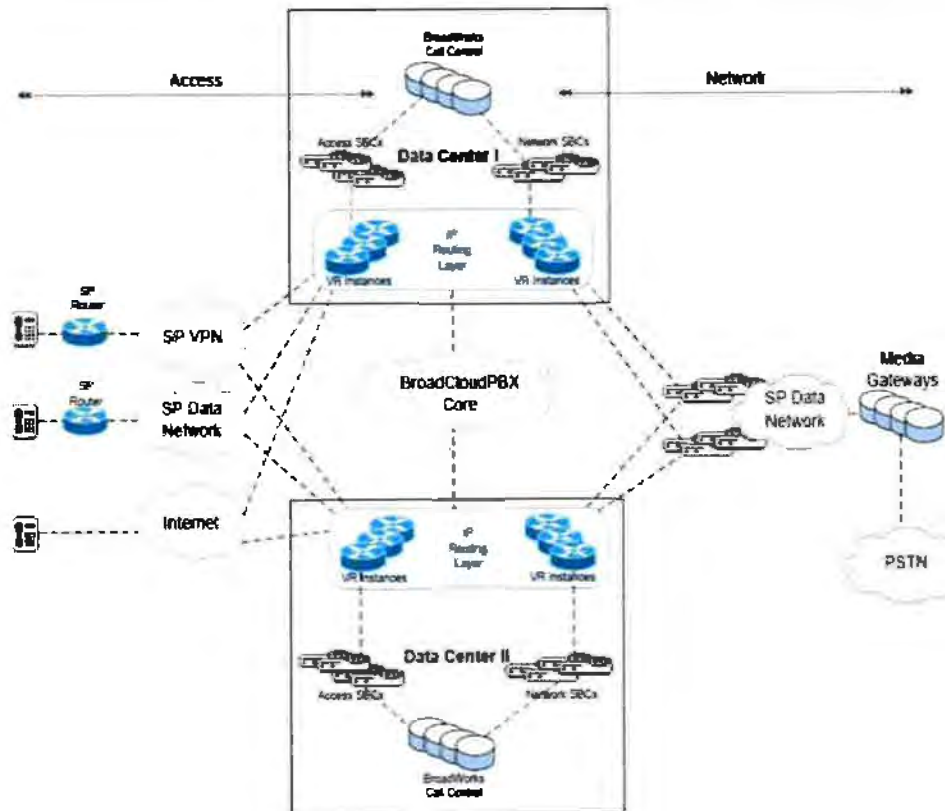 BroadWorks
Call Control
Access
Network
Access SBCs
Network SBCs
Data Center I
IP
Routing
Layer
VR Instances
VR Instances
SP
Router
SP VPN
SP
Router
SP Data
Network
Internet
BroadCloudPBX
Core
Media
Gateways
SP Data
Network
PSTN
IP
Routing
Layer
VR Instances
VR Instances
Data Center II
Access SBCs
Network SBCs
BroadWorks
Call Control